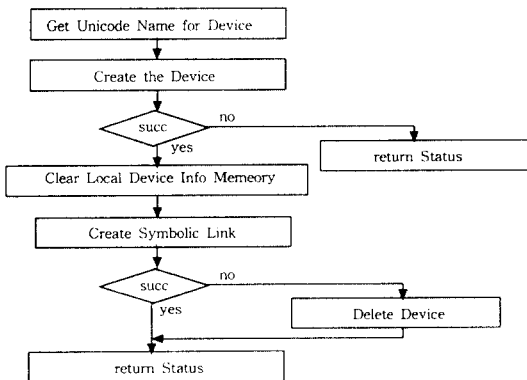 Get Unicode Name for Device
Create the Device
succ
no
yes
return Status
Clear Local Device Info Memeory
Create Symbolic Link
succ
no
yes
Delete Device
return Status